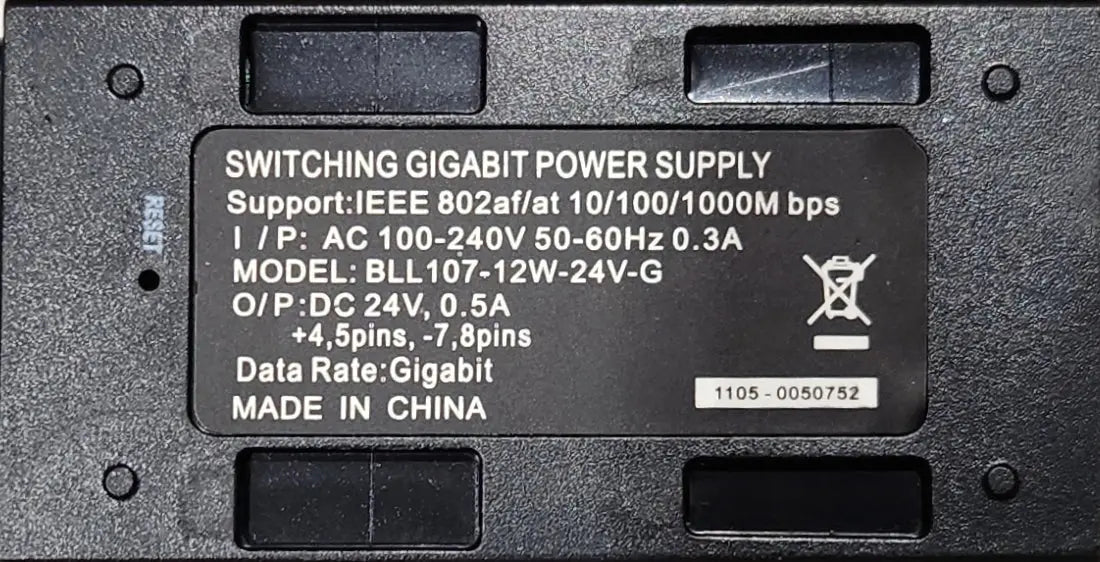 SWITCHING GIGABIT POWER SUPPLY
Support:IEEE 802af/at 10/100/1000M bps
I /P: AC 100-240V 50-60Hz 0.3A
MODEL: BLL107-12W-24V-G
O/P:DC 24V, 0.5A
+4,5pins, -7,8pins
Data Rate:Gigabit
MADE IN CHINA
1105 - 0050752
RESET